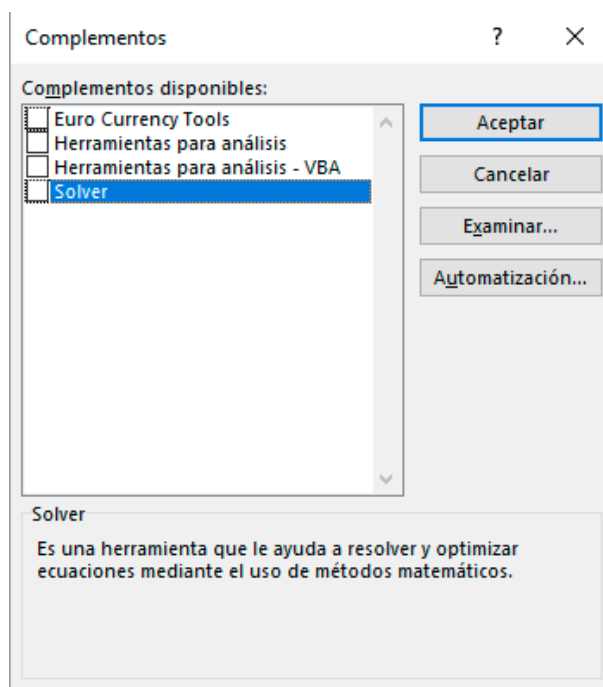 Complementos
?
Complementos disponibles:
Euro Currency Tools
Herramientas para análisis
Herramientas para análisis - VBA
Solver
Aceptar
Cancelar
Examinar...
Automatización...
Solver
Es una herramienta que le ayuda a resolver y optimizar
ecuaciones mediante el uso de métodos matemáticos.